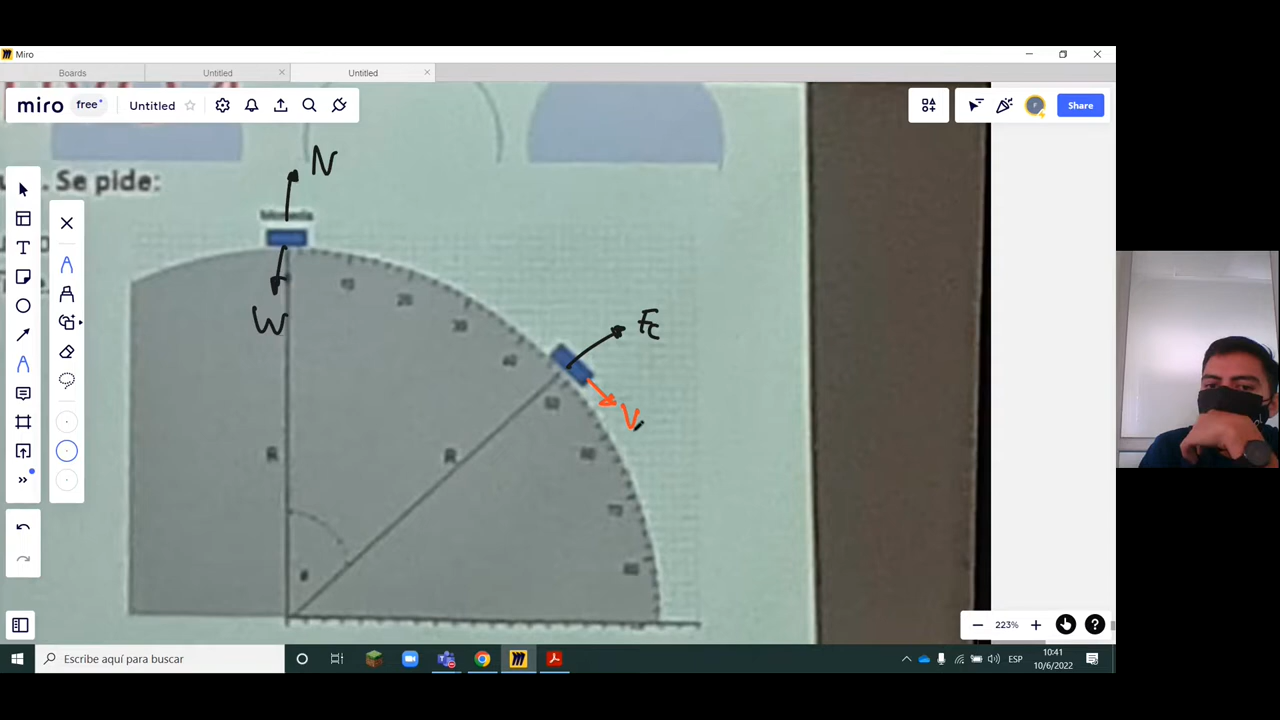 Miro
Boards
Untitled
Untitled
miro
free
Untitled
Share
. Se pide:
N
Moneda
W
10
20
30
40
50
60
70
80
R
R
Fc
V
θ
223%
Escribe aquí para buscar
ESP
10:41
10/6/2022